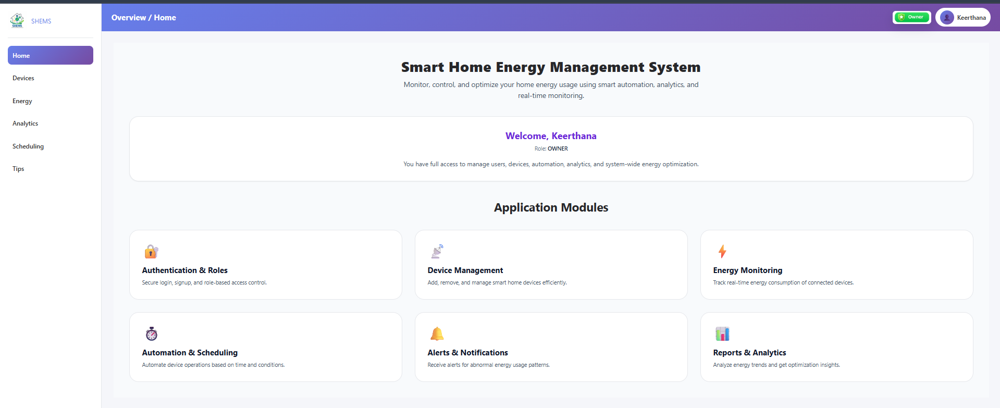 SHEMS
SHEMS
Home
Devices
Energy
Analytics
Scheduling
Tips
Overview / Home
Owner
Keerthana
Smart Home Energy Management System
Monitor, control, and optimize your home energy usage using smart automation, analytics, and
real-time monitoring.
Welcome, Keerthana
Role: OWNER
You have full access to manage users, devices, automation, analytics, and system-wide energy optimization.
Application Modules
Authentication & Roles
Secure login, signup, and role-based access control.
Device Management
Add, remove, and manage smart home devices efficiently.
Energy Monitoring
Track real-time energy consumption of connected devices.
Automation & Scheduling
Automate device operations based on time and conditions.
Alerts & Notifications
Receive alerts for abnormal energy usage patterns.
Reports & Analytics
Analyze energy trends and get optimization insights.